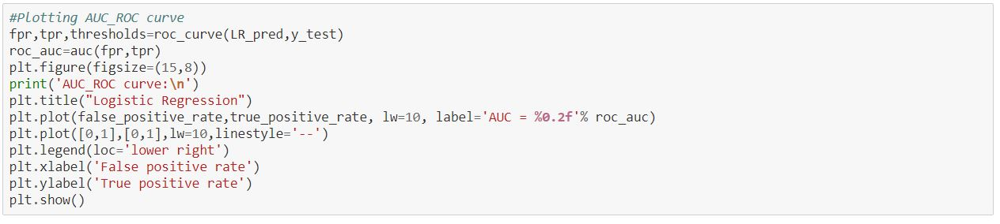 #Plotting AUC_ROC curve
fpr,tpr,thresholds=roc_curve(LR_pred,y_test)
roc_auc=auc(fpr,tpr)
plt.figure(figsize=(15,8))
print('AUC_ROC curve:\n')
plt.title("Logistic Regression")
plt.plot(false_positive_rate,true_positive_rate, lw=10, label='AUC = %0.2f'% roc_auc)
plt.plot([0,1],[0,1],lw=10,linestyle='--')
plt.legend(loc='lower right')
plt.xlabel('False positive rate')
plt.ylabel('True positive rate')
plt.show()